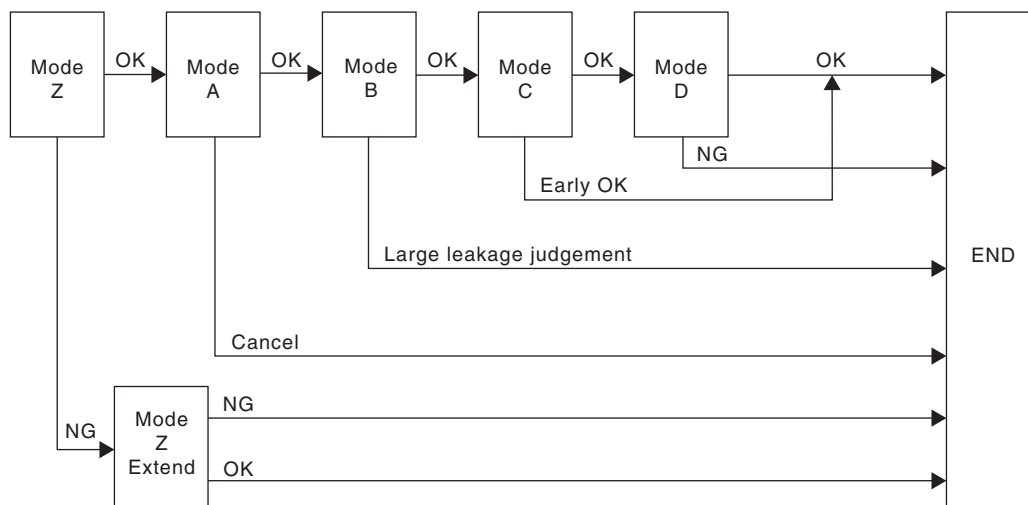 Mode
Z
OK
Mode
A
OK
Mode
B
OK
Mode
C
OK
Mode
D
OK
NG
Early OK
Large leakage judgement
END
Cancel
NG
Mode
Z
Extend
NG
OK